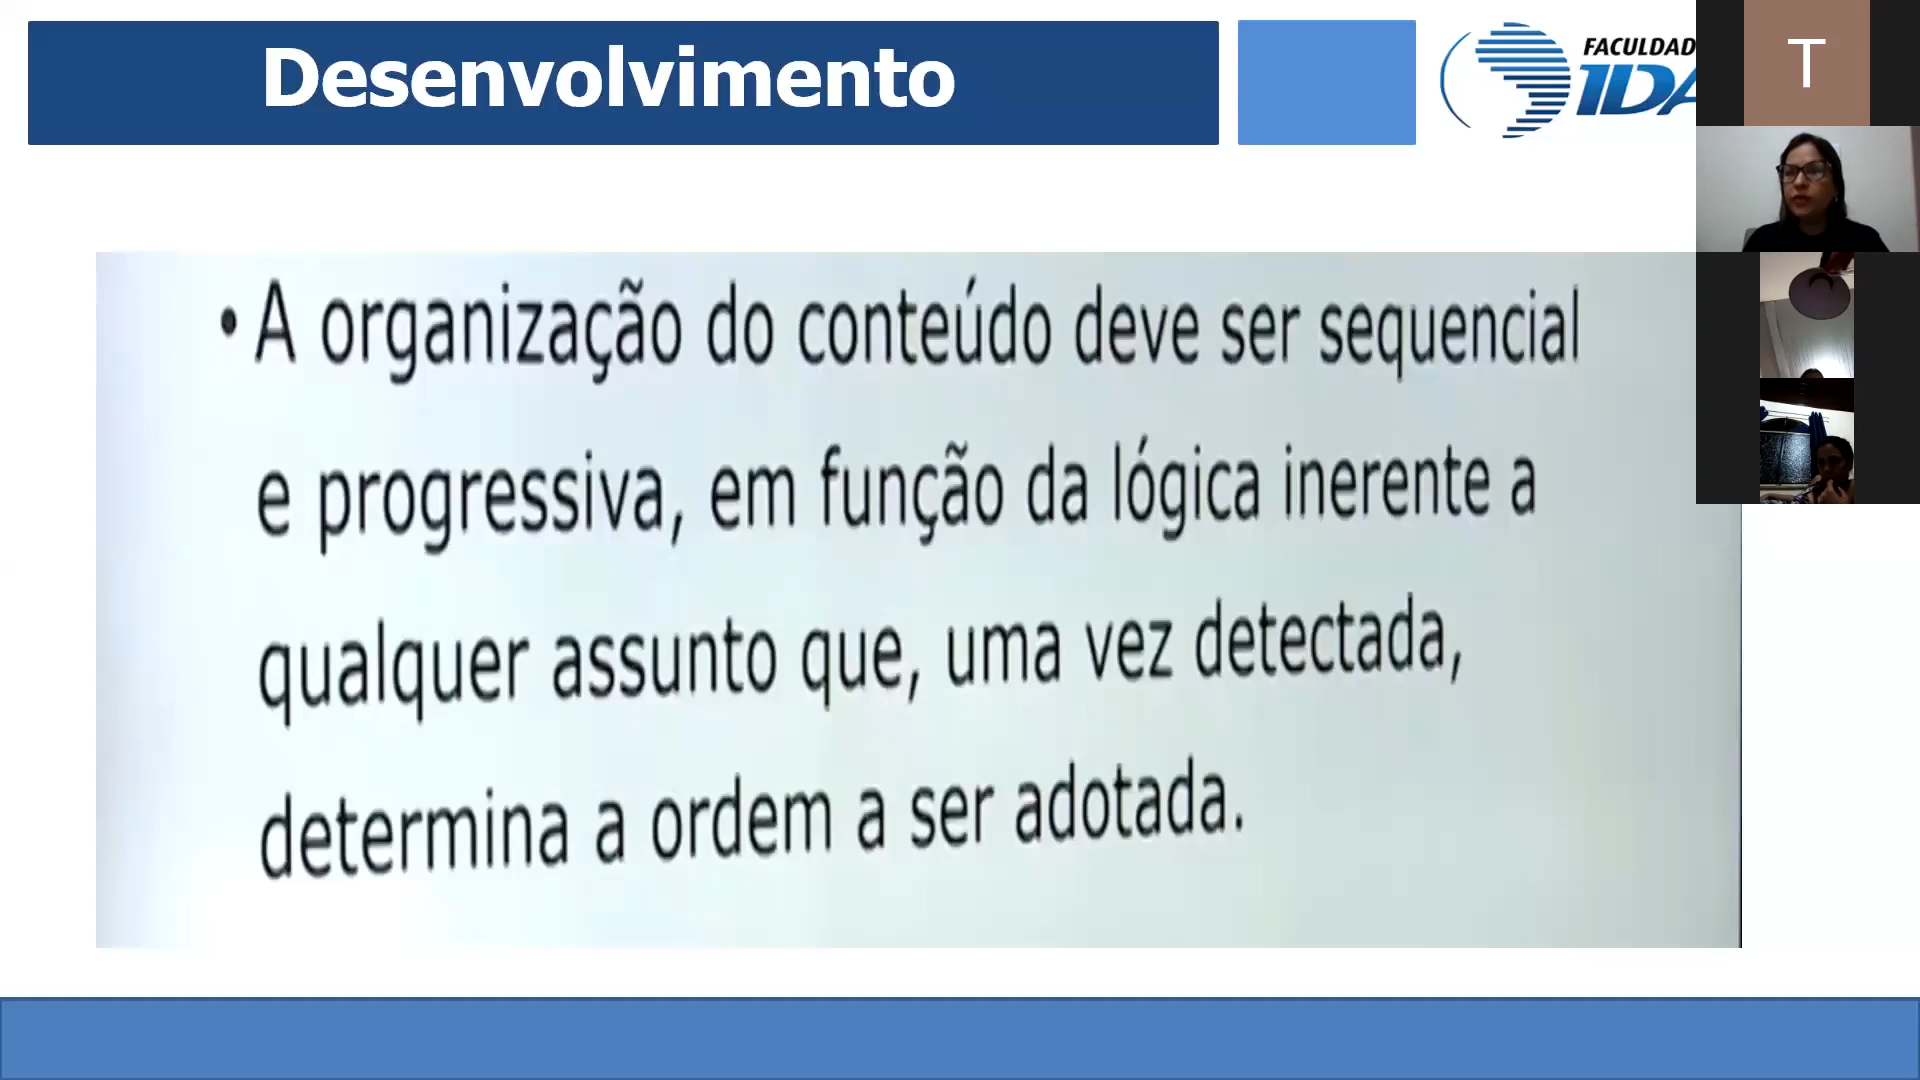 Desenvolvimento
FACULDAD
IDA
T
• A organização do conteúdo deve ser sequencial
e progressiva, em função da lógica inerente a
qualquer assunto que, uma vez detectada,
determina a ordem a ser adotada.